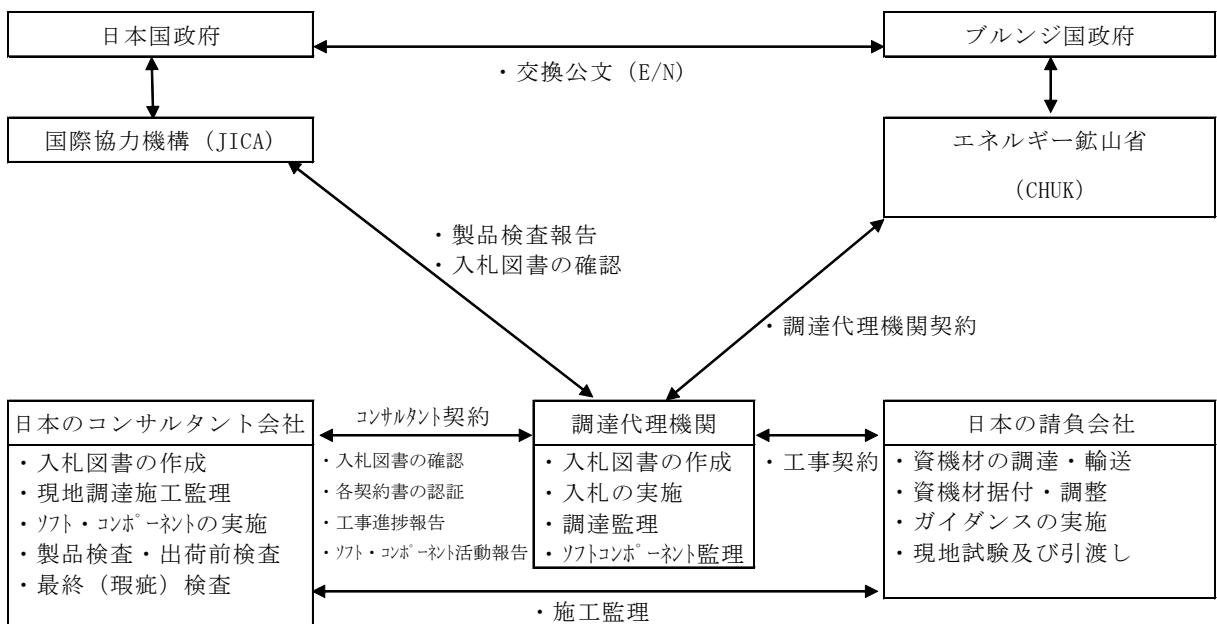 日本国政府
ブルンジ国政府
・交換公文 (E/N)
国際協力機構 (JICA)
エネルギー鉱山省
(CHUK)
・製品検査報告
・入札図書の確認
・調達代理機関契約
日本のコンサルタント会社
・入札図書の作成
・現地調達施工監理
・ｿﾌﾄ・ｺﾝﾎﾟｰﾈﾝﾄの実施
・製品検査・出荷前検査
・最終（瑕疵）検査
ｺﾝｻﾙﾀﾝﾄ契約
・入札図書の確認
・各契約書の認証
・工事進捗報告
・ｿﾌﾄ・ｺﾝﾎﾟｰﾈﾝﾄ活動報告
調達代理機関
・入札図書の作成
・入札の実施
・調達監理
・ｿﾌﾄｺﾝﾎﾟｰﾈﾝﾄ監理
・工事契約
日本の請負会社
・資機材の調達・輸送
・資機材据付・調整
・ガイダンスの実施
・現地試験及び引渡し
・施工監理